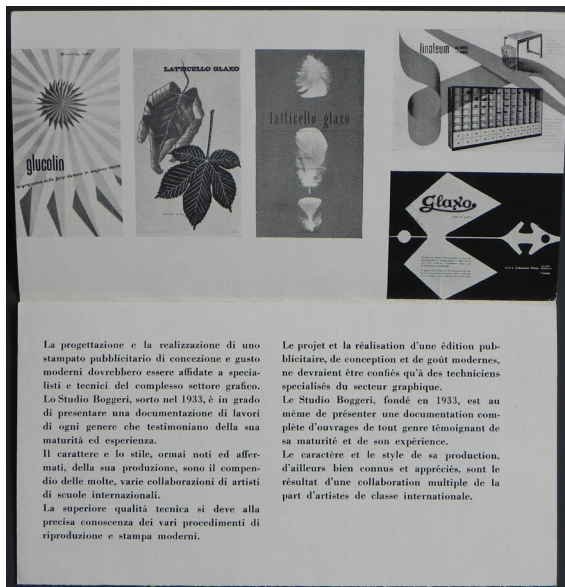 glucolin
LATTICELLO GLAXO
latticello glaxo
linoleum
Glaxo
La progettazione e la realizzazione di uno
stampato pubblicitario di concezione e gusto
moderni dovrebbero essere affidate a specia-
listi e tecnici del complesso settore grafico.
Lo Studio Boggeri, sorto nel 1933, è in grado
di presentare una documentazione di lavori
di ogni genere che testimoniano della sua
maturità ed esperienza.
Il carattere e lo stile, ormai noti ed affer-
mati, della sua produzione, sono il compen-
dio delle molte, varie collaborazioni di artisti
di scuole internazionali.
La superiore qualità tecnica si deve alla
precisa conoscenza dei vari procedimenti di
riproduzione e stampa moderni.
Le projet et la réalisation d'une édition pub-
blicitaire, de conception et de goût modernes,
ne devraient être confiés qu'à des techniciens
specialisés du secteur graphique.
Le Studio Boggeri, fondé en 1933, est au
même de présenter une documentation com-
plète d'ouvrages de tout genre témoignant de
sa maturité et de son expérience.
Le caractère et le style de sa production,
d'ailleurs bien connus et appréciés, sont le
résultat d'une collaboration multiple de la
part d'artistes de classe internationale.